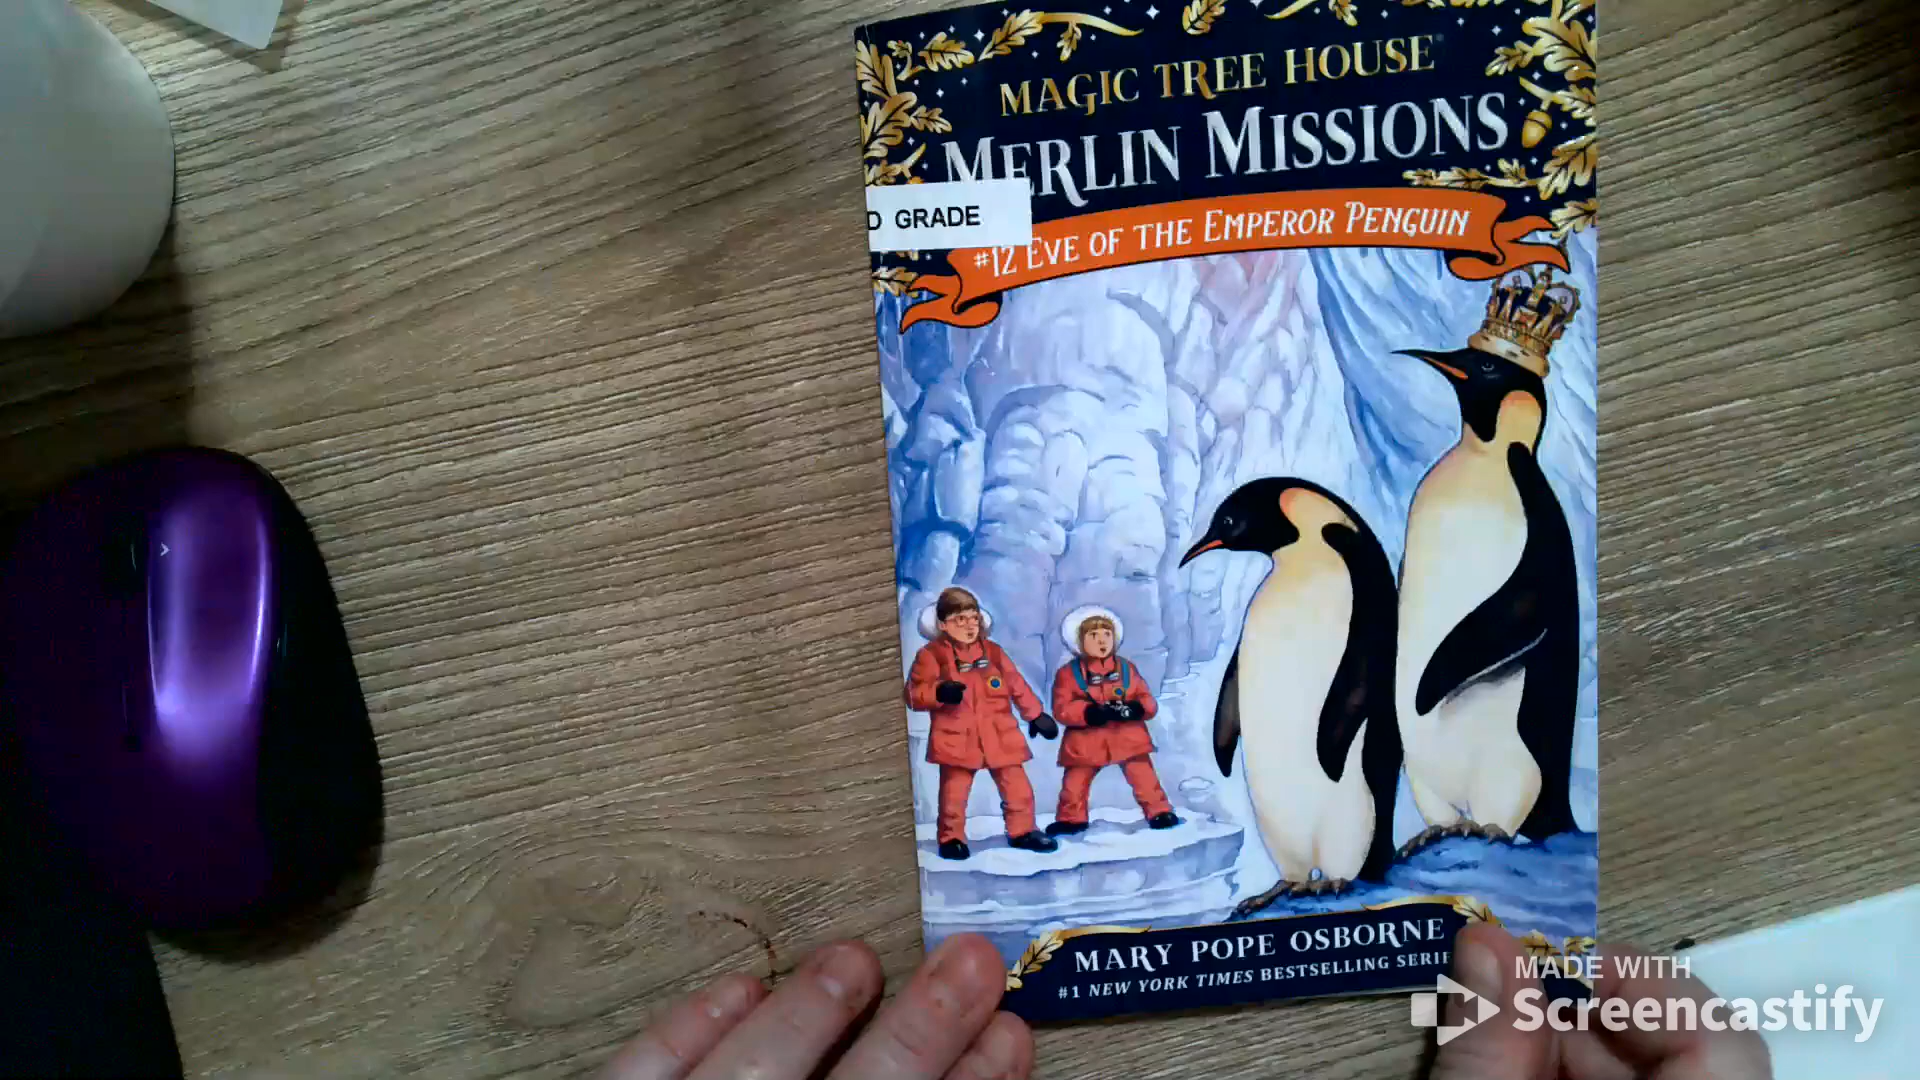 MAGIC TREE HOUSE®
MERLIN MISSIONS
D GRADE
#12 EVE OF THE EMPEROR PENGUIN
MARY POPE OSBORNE
#1 NEW YORK TIMES BESTSELLING
MADE WITH
Screencastify